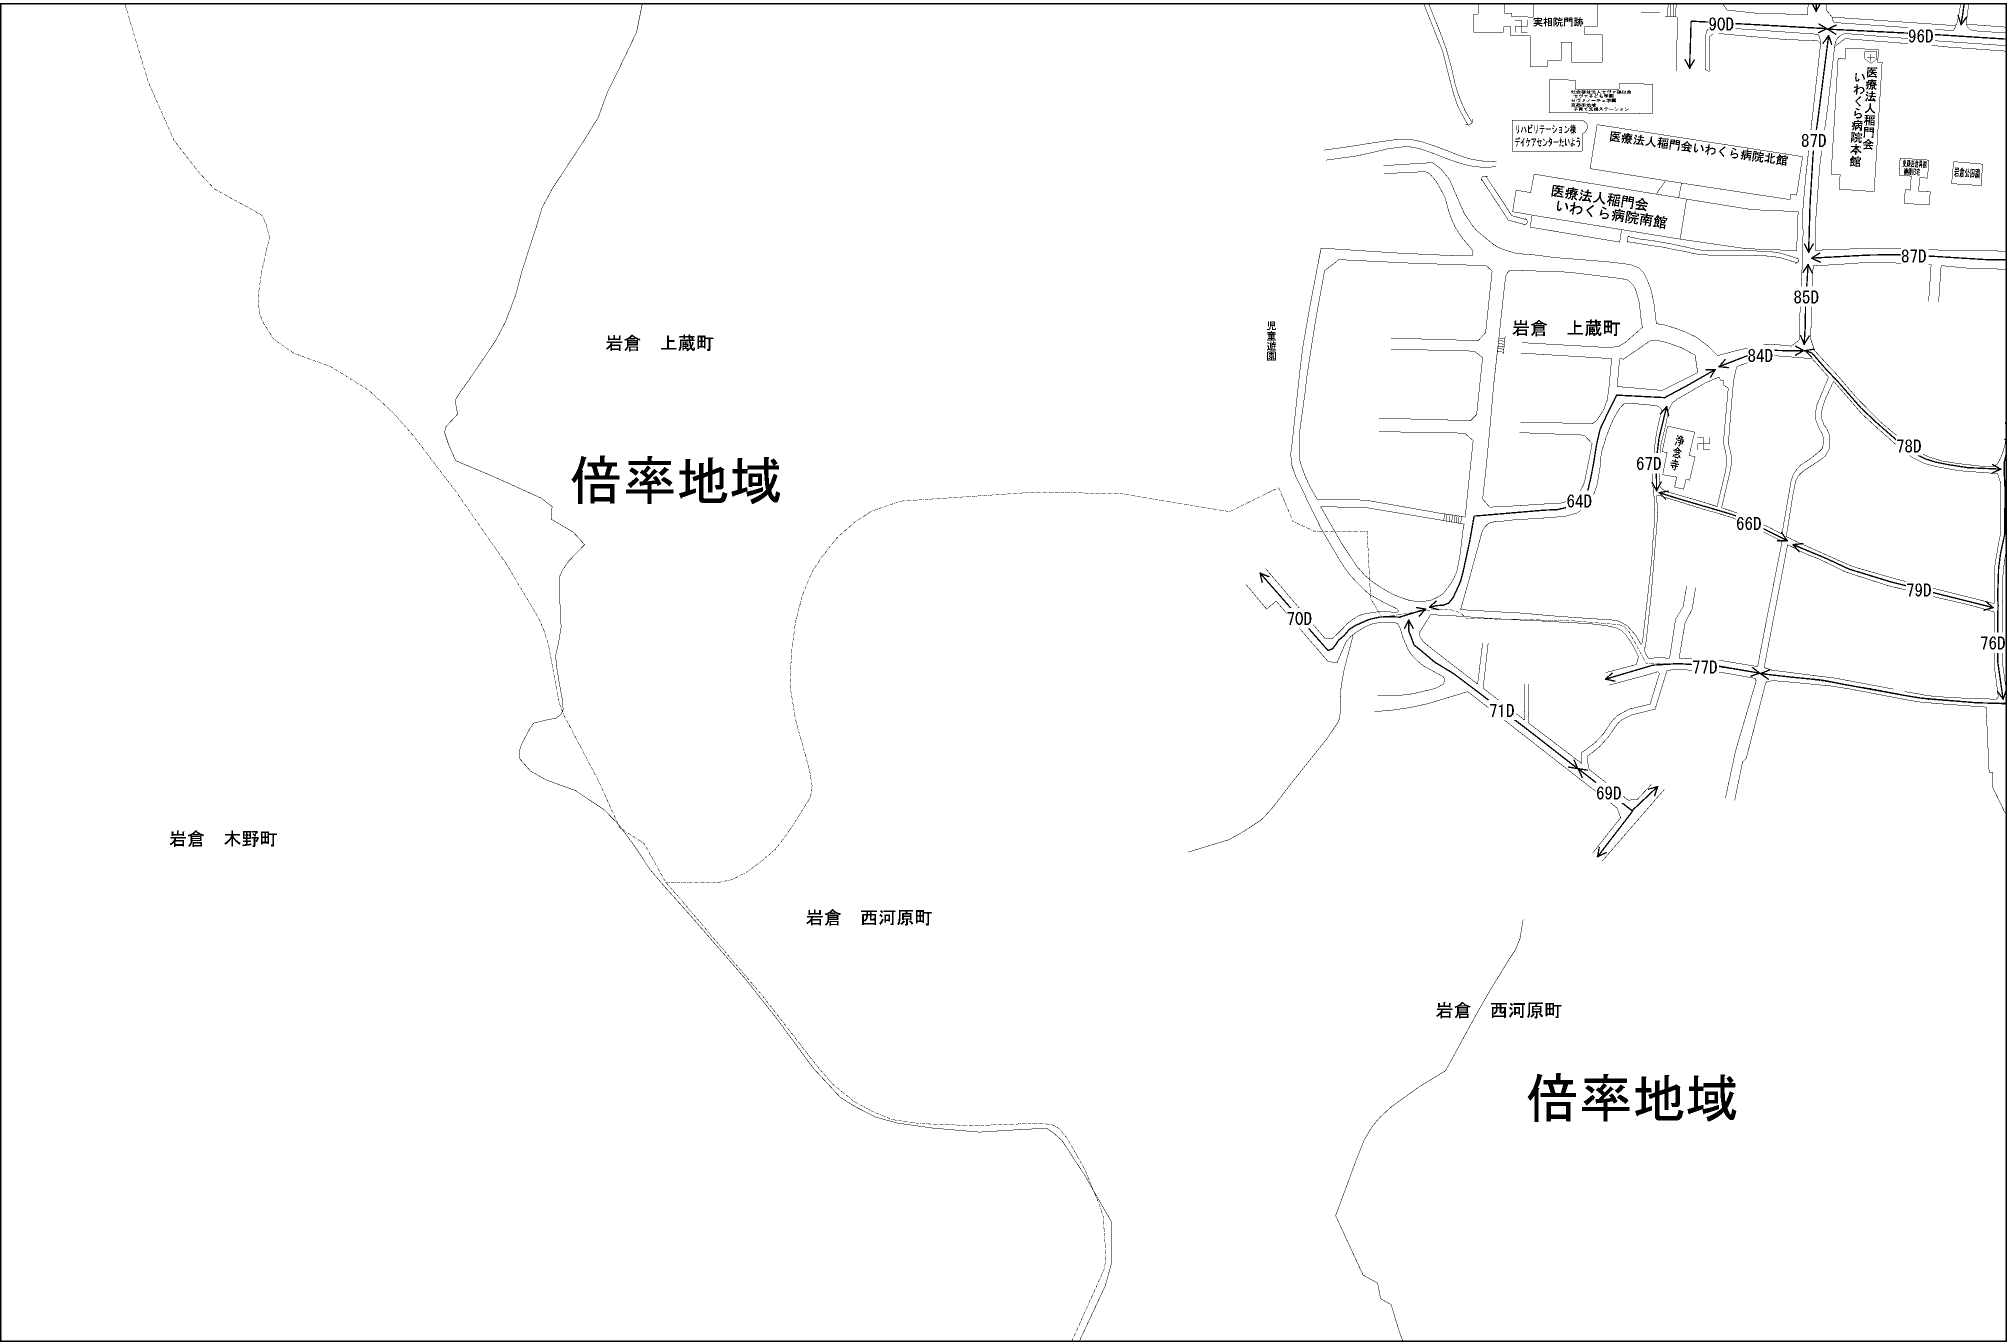 実相院門跡
90D
96D
医療法人稲門会
いわくら病院本館
リハビリテーション棟
デイケアセンターたいよう
医療法人稲門会いわくら病院北館
87D
医療法人稲門会
いわくら病院南館
87D
85D
児童遊園
岩倉　上蔵町
岩倉　上蔵町
84D
倍率地域
浄念寺
67D
78D
64D
66D
79D
70D
76D
77D
71D
69D
岩倉　木野町
岩倉　西河原町
岩倉　西河原町
倍率地域